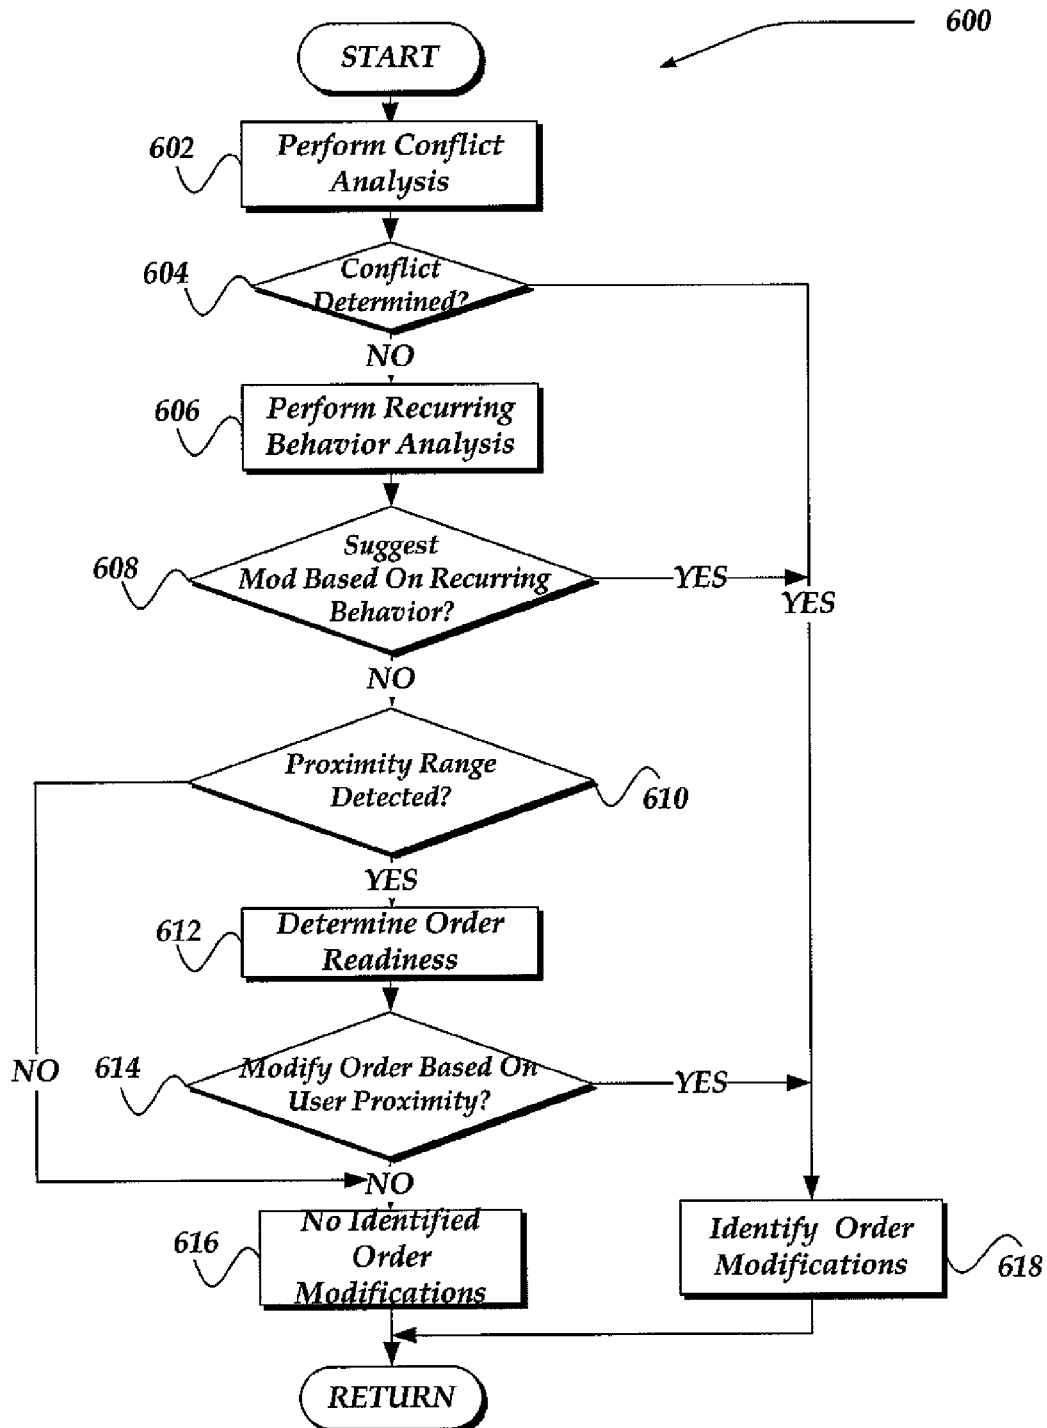 600
START
602
Perform Conflict
Analysis
604
Conflict
Determined?
NO
606
Perform Recurring
Behavior Analysis
608
Suggest
Mod Based On Recurring
Behavior?
YES
YES
NO
Proximity Range
Detected?
610
YES
612
Determine Order
Readiness
NO
614
Modify Order Based On
User Proximity?
YES
NO
616
No Identified
Order
Modifications
Identify Order
Modifications
618
RETURN